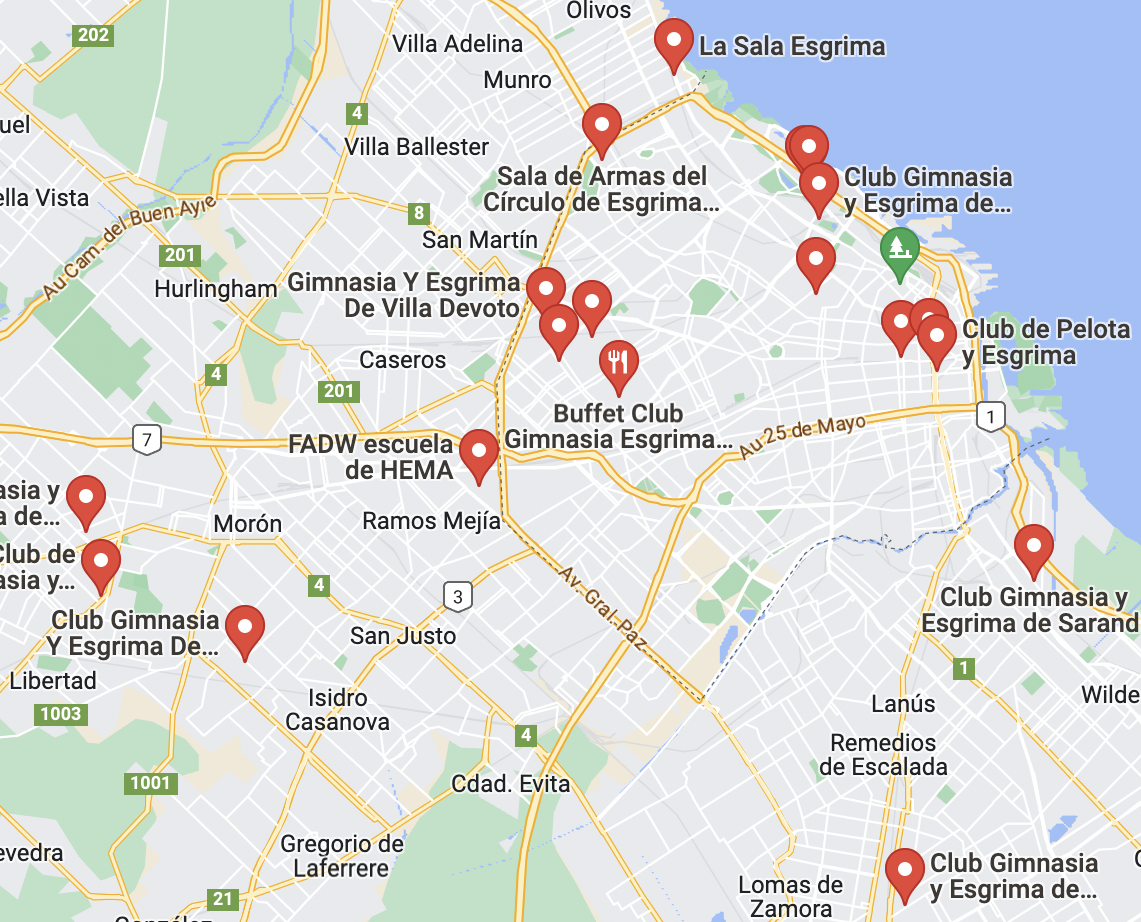 Olivos
202
Villa Adelina
La Sala Esgrima
Munro
4
uel
Villa Ballester
Sala de Armas del
Círculo de Esgrima...
Club Gimnasia
y Esgrima de...
ella Vista
Au Cam. del Buen Ayre
8
San Martín
201
Hurlingham
Gimnasia Y Esgrima
De Villa Devoto
Club de Pelota
y Esgrima
Caseros
4
201
Buffet Club
Gimnasia Esgrima...
1
Au 25 de Mayo
7
FADW escuela
de HEMA
asia y
a de...
Morón
Ramos Mejía
Club de
asia y...
4
3
Av. Gral. Paz
Club Gimnasia y
Esgrima de Sarand
Club Gimnasia
Y Esgrima De...
San Justo
1
Libertad
Isidro
Casanova
Wilde
Lanús
1003
4
Remedios
de Escalada
1001
Cdad. Evita
evedra
Gregorio de
Laferrere
Club Gimnasia
y Esgrima de...
21
Lomas de
Zamora
González